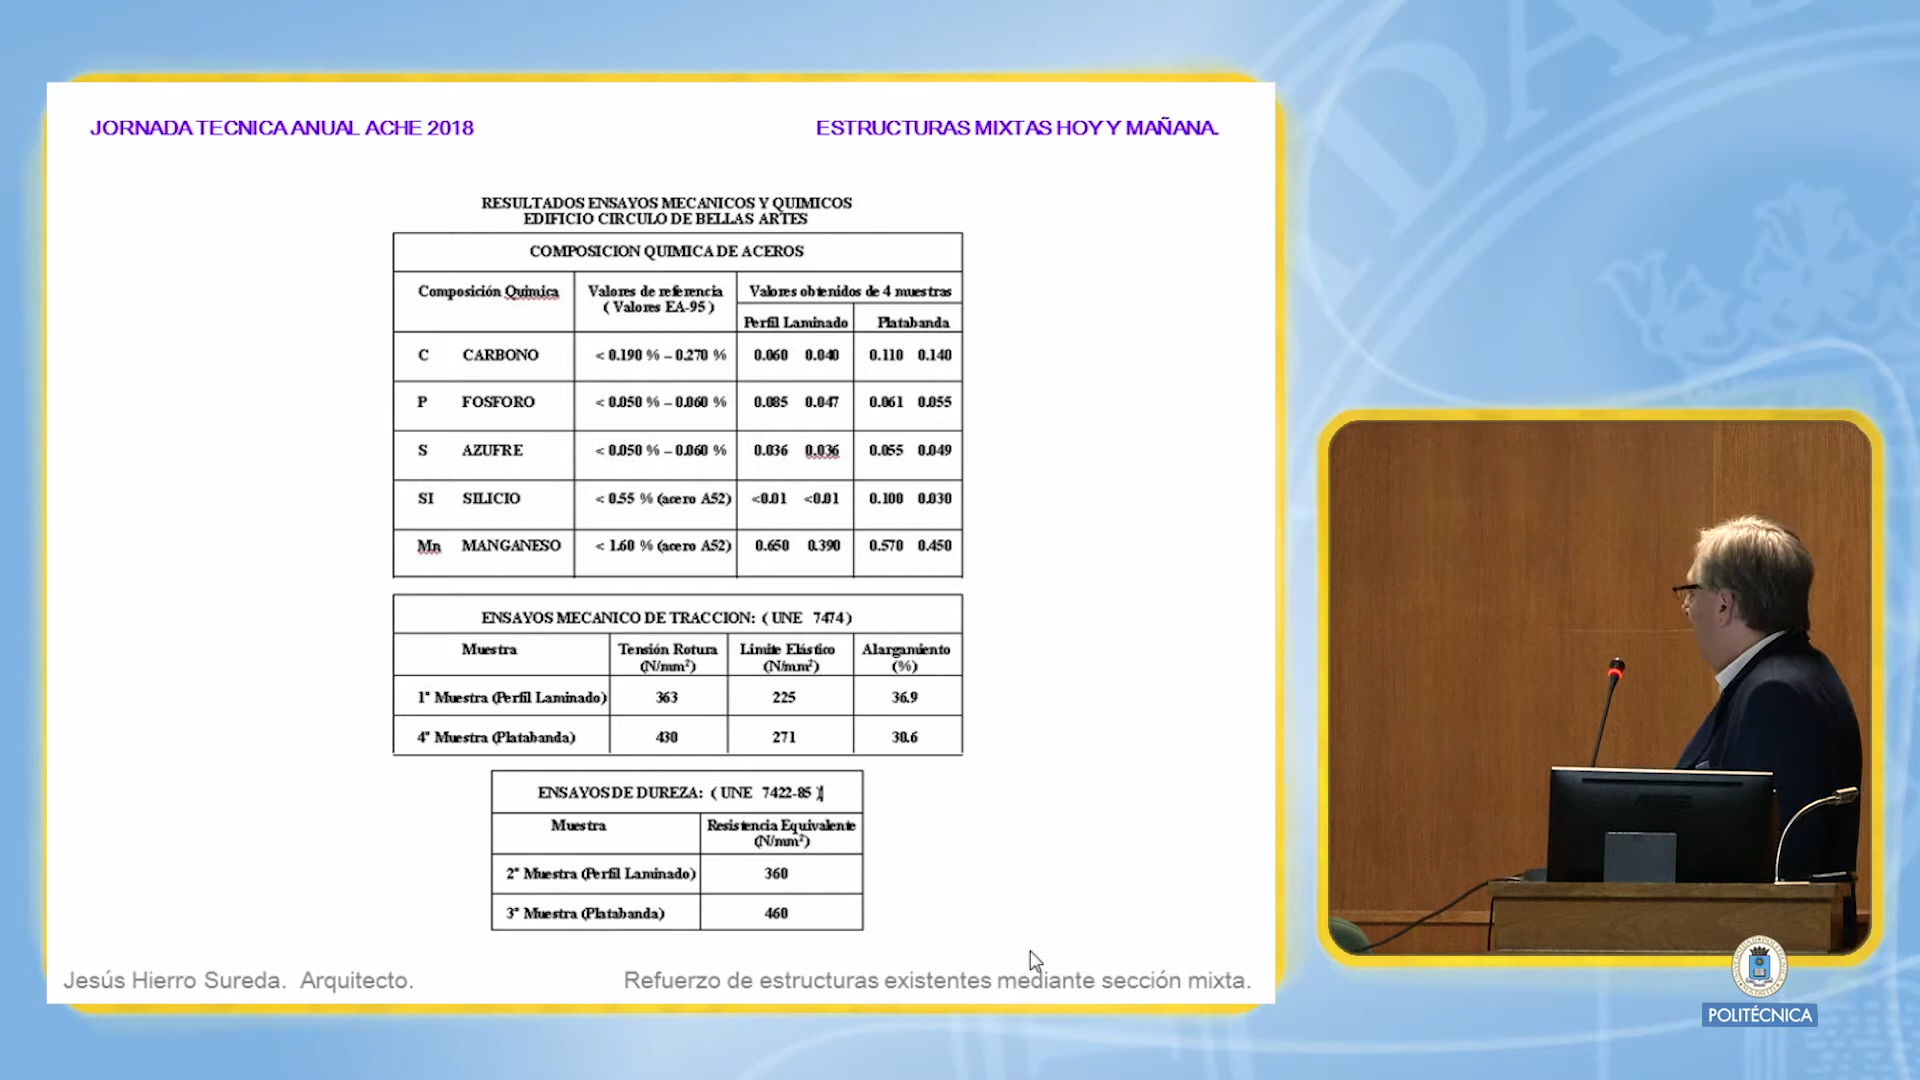 JORNADA TECNICA ANUAL ACHE 2018
ESTRUCTURAS MIXTAS HOY Y MAÑANA.
RESULTADOS ENSAYOS MECANICOS Y QUIMICOS
EDIFICIO CIRCULO DE BELLAS ARTES
COMPOSICION QUIMICA DE ACEROS
Composición Quimica
Valores de referencia
( Valores EA-95 )
Valores obtenidos de 4 muestras
Perfil Laminado Platabanda
C CARBONO < 0.190 % – 0.270 % 0.060 0.040 0.110 0.140
P FOSFORO < 0.050 % – 0.060 % 0.085 0.047 0.061 0.055
S AZUFRE < 0.050 % – 0.060 % 0.036 0.036 0.055 0.049
SI SILICIO < 0.55 % (acero A52) <0.01 <0.01 0.100 0.030
Mn MANGANESO < 1.60 % (acero A52) 0.650 0.390 0.570 0.450
ENSAYOS MECANICO DE TRACCION: ( UNE 7474 )
Muestra
Tensión Rotura
(N/mm²)
Limite Elástico
(N/mm²)
Alargamiento
(%)
1ª Muestra (Perfil Laminado) 363 225 36.9
4ª Muestra (Platabanda) 430 271 30.6
ENSAYOS DE DUREZA: ( UNE 7422-85 )
Muestra
Resistencia Equivalente
(N/mm²)
2ª Muestra (Perfil Laminado) 360
3ª Muestra (Platabanda) 460
Jesús Hierro Sureda. Arquitecto.
Refuerzo de estructuras existentes mediante sección mixta.
POLITÉCNICA